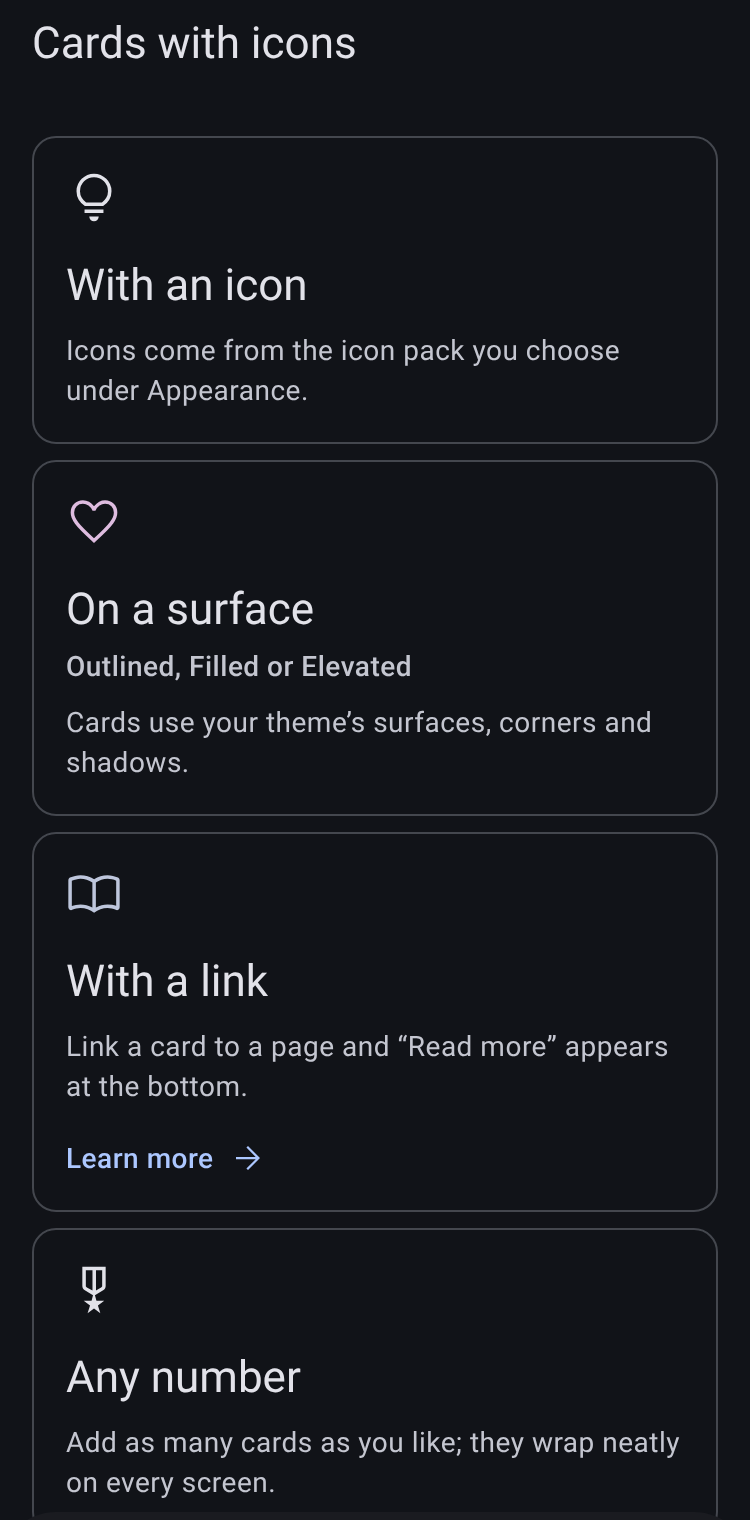 Cards with icons
With an icon
Icons come from the icon pack you choose
under Appearance.
On a surface
Outlined, Filled or Elevated
Cards use your theme’s surfaces, corners and
shadows.
With a link
Link a card to a page and “Read more” appears
at the bottom.
Learn more
Any number
Add as many cards as you like; they wrap neatly
on every screen.